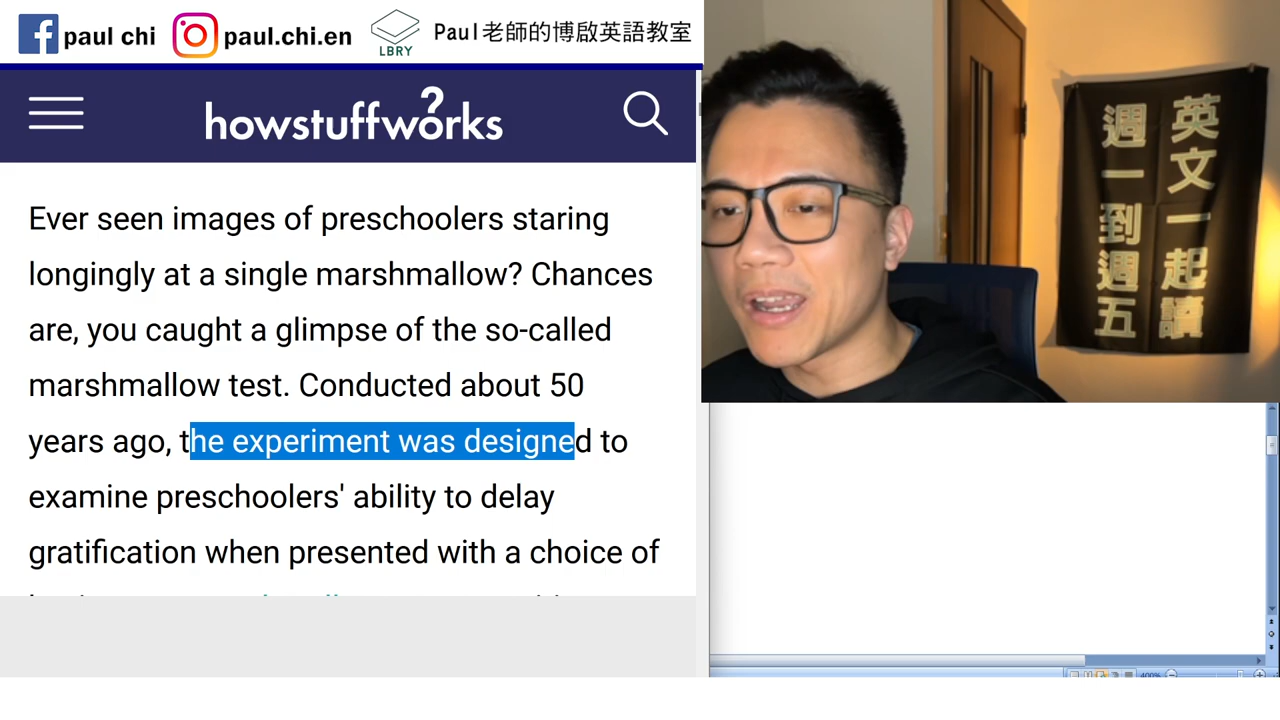 paul chi
paul.chi.en
LBRY
Paul老師的博啟英語教室
howstuffworks
Ever seen images of preschoolers staring
longingly at a single marshmallow? Chances
are, you caught a glimpse of the so-called
marshmallow test. Conducted about 50
years ago, the experiment was designed to
examine preschoolers' ability to delay
gratification when presented with a choice of
英文一起讀
週一到週五
400%